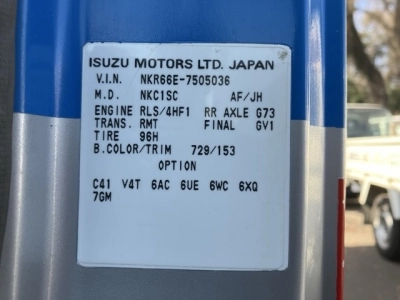 ISUZU MOTORS LTD. JAPAN
V.I.N. NKR66E-7505036
M.D. NKC1SC AF/JH
ENGINE RLS/4HF1 RR AXLE G73
TRANS. RMT FINAL GV1
TIRE 96H
B.COLOR/TRIM 729/153
OPTION
C41 V4T 6AC 6UE 6WC 6XQ
7GM